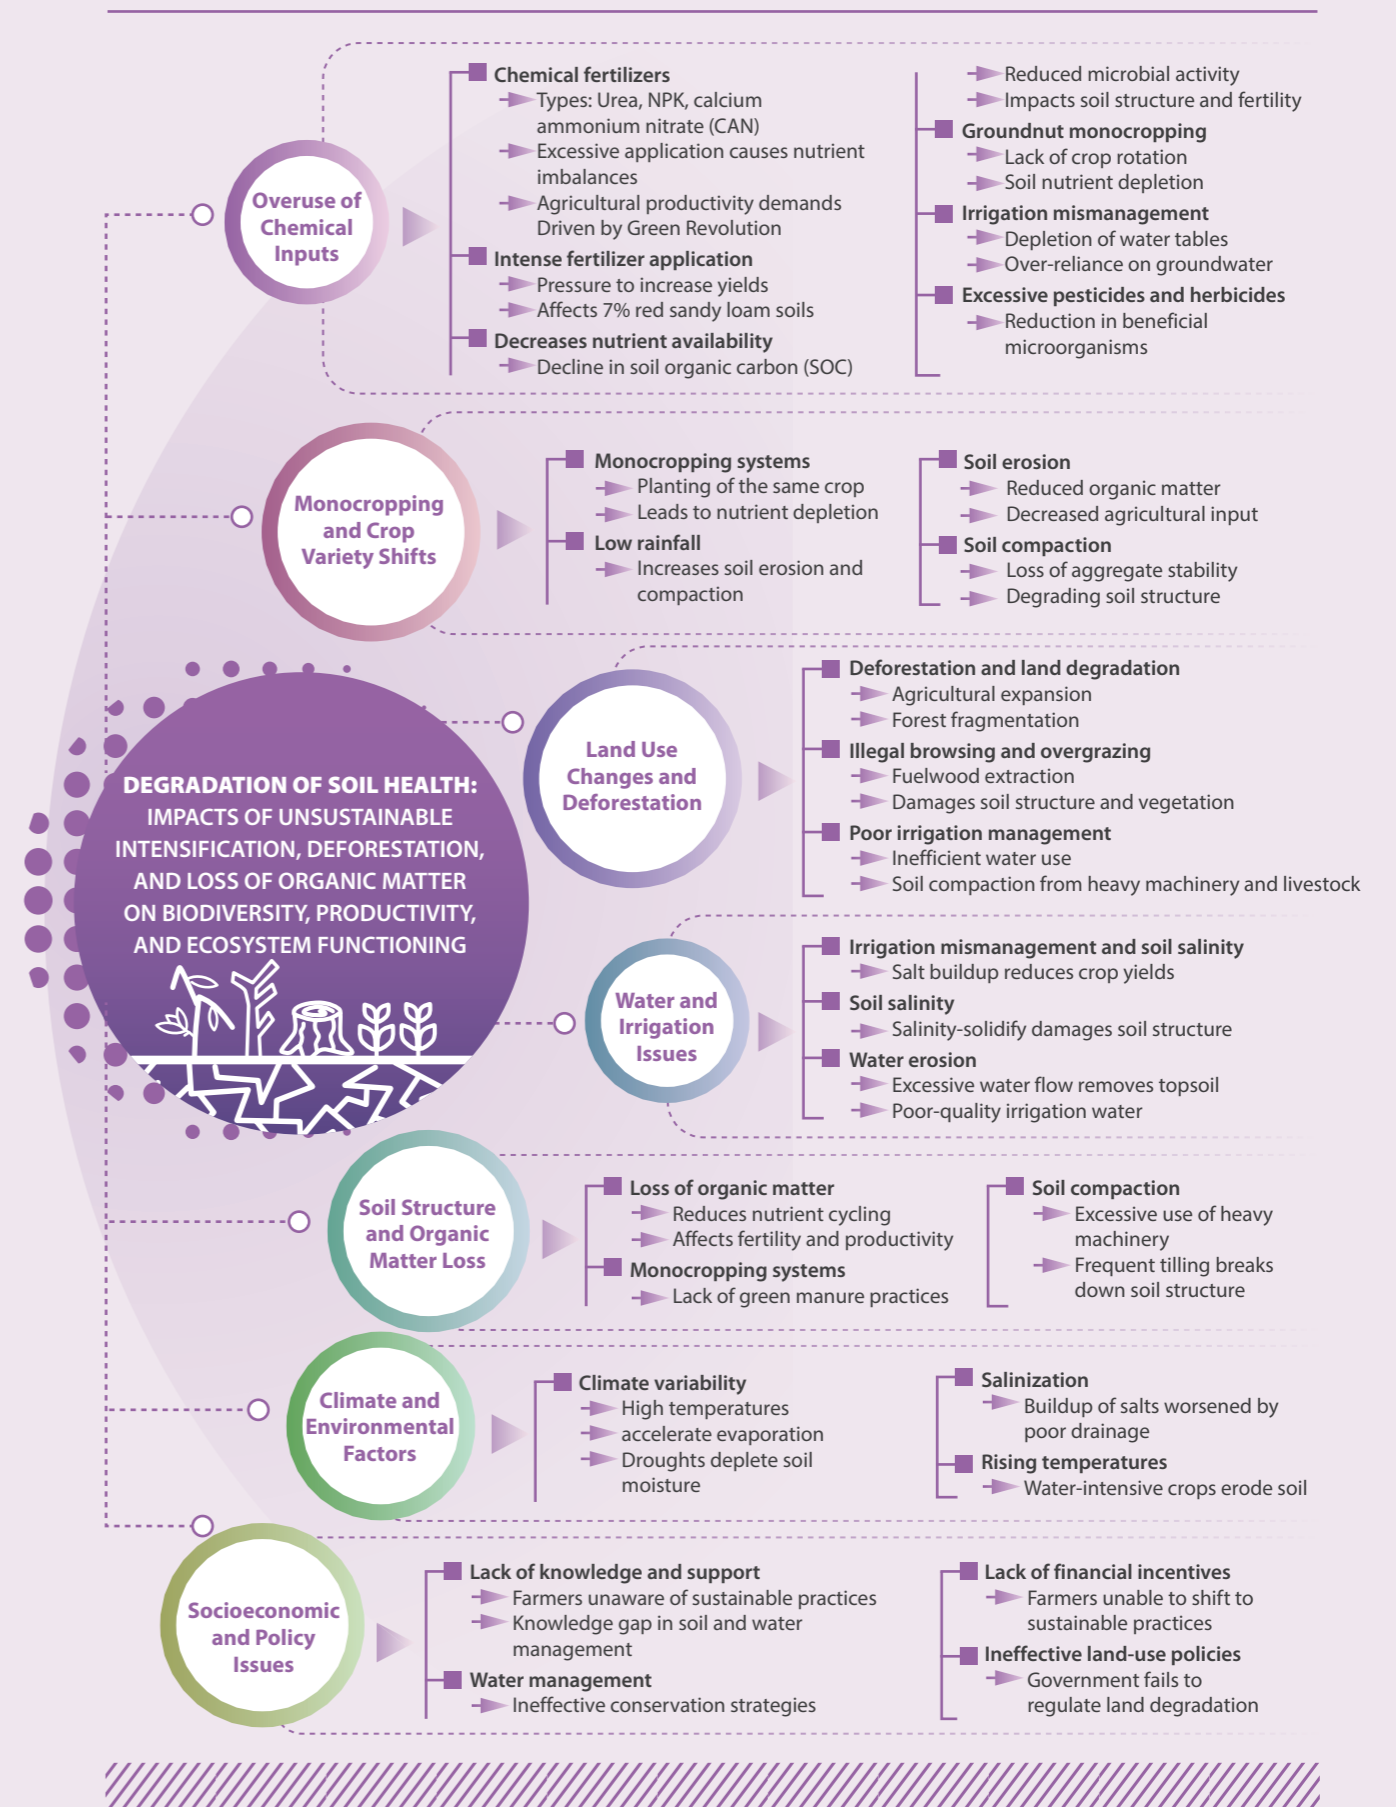 Overuse of
Chemical
Inputs
Chemical fertilizers
Types: Urea, NPK, calcium
ammonium nitrate (CAN)
Excessive application causes nutrient
imbalances
Agricultural productivity demands
Driven by Green Revolution
Intense fertilizer application
Pressure to increase yields
Affects 7% red sandy loam soils
Decreases nutrient availability
Decline in soil organic carbon (SOC)
Reduced microbial activity
Impacts soil structure and fertility
Groundnut monocropping
Lack of crop rotation
Soil nutrient depletion
Irrigation mismanagement
Depletion of water tables
Over-reliance on groundwater
Excessive pesticides and herbicides
Reduction in beneficial
microorganisms
Monocropping
and Crop
Variety Shifts
Monocropping systems
Planting of the same crop
Leads to nutrient depletion
Low rainfall
Increases soil erosion and
compaction
Soil erosion
Reduced organic matter
Decreased agricultural input
Soil compaction
Loss of aggregate stability
Degrading soil structure
DEGRADATION OF SOIL HEALTH:
IMPACTS OF UNSUSTAINABLE
INTENSIFICATION, DEFORESTATION,
AND LOSS OF ORGANIC MATTER
ON BIODIVERSITY, PRODUCTIVITY,
AND ECOSYSTEM FUNCTIONING
Land Use
Changes and
Deforestation
Deforestation and land degradation
Agricultural expansion
Forest fragmentation
Illegal browsing and overgrazing
Fuelwood extraction
Damages soil structure and vegetation
Poor irrigation management
Inefficient water use
Soil compaction from heavy machinery and livestock
Water and
Irrigation
Issues
Irrigation mismanagement and soil salinity
Salt buildup reduces crop yields
Soil salinity
Salinity-solidify damages soil structure
Water erosion
Excessive water flow removes topsoil
Poor-quality irrigation water
Soil Structure
and Organic
Matter Loss
Loss of organic matter
Reduces nutrient cycling
Affects fertility and productivity
Monocropping systems
Lack of green manure practices
Soil compaction
Excessive use of heavy
machinery
Frequent tilling breaks
down soil structure
Climate and
Environmental
Factors
Climate variability
High temperatures
accelerate evaporation
Droughts deplete soil
moisture
Salinization
Buildup of salts worsened by
poor drainage
Rising temperatures
Water-intensive crops erode soil
Socioeconomic
and Policy
Issues
Lack of knowledge and support
Farmers unaware of sustainable practices
Knowledge gap in soil and water
management
Water management
Ineffective conservation strategies
Lack of financial incentives
Farmers unable to shift to
sustainable practices
Ineffective land-use policies
Government fails to
regulate land degradation